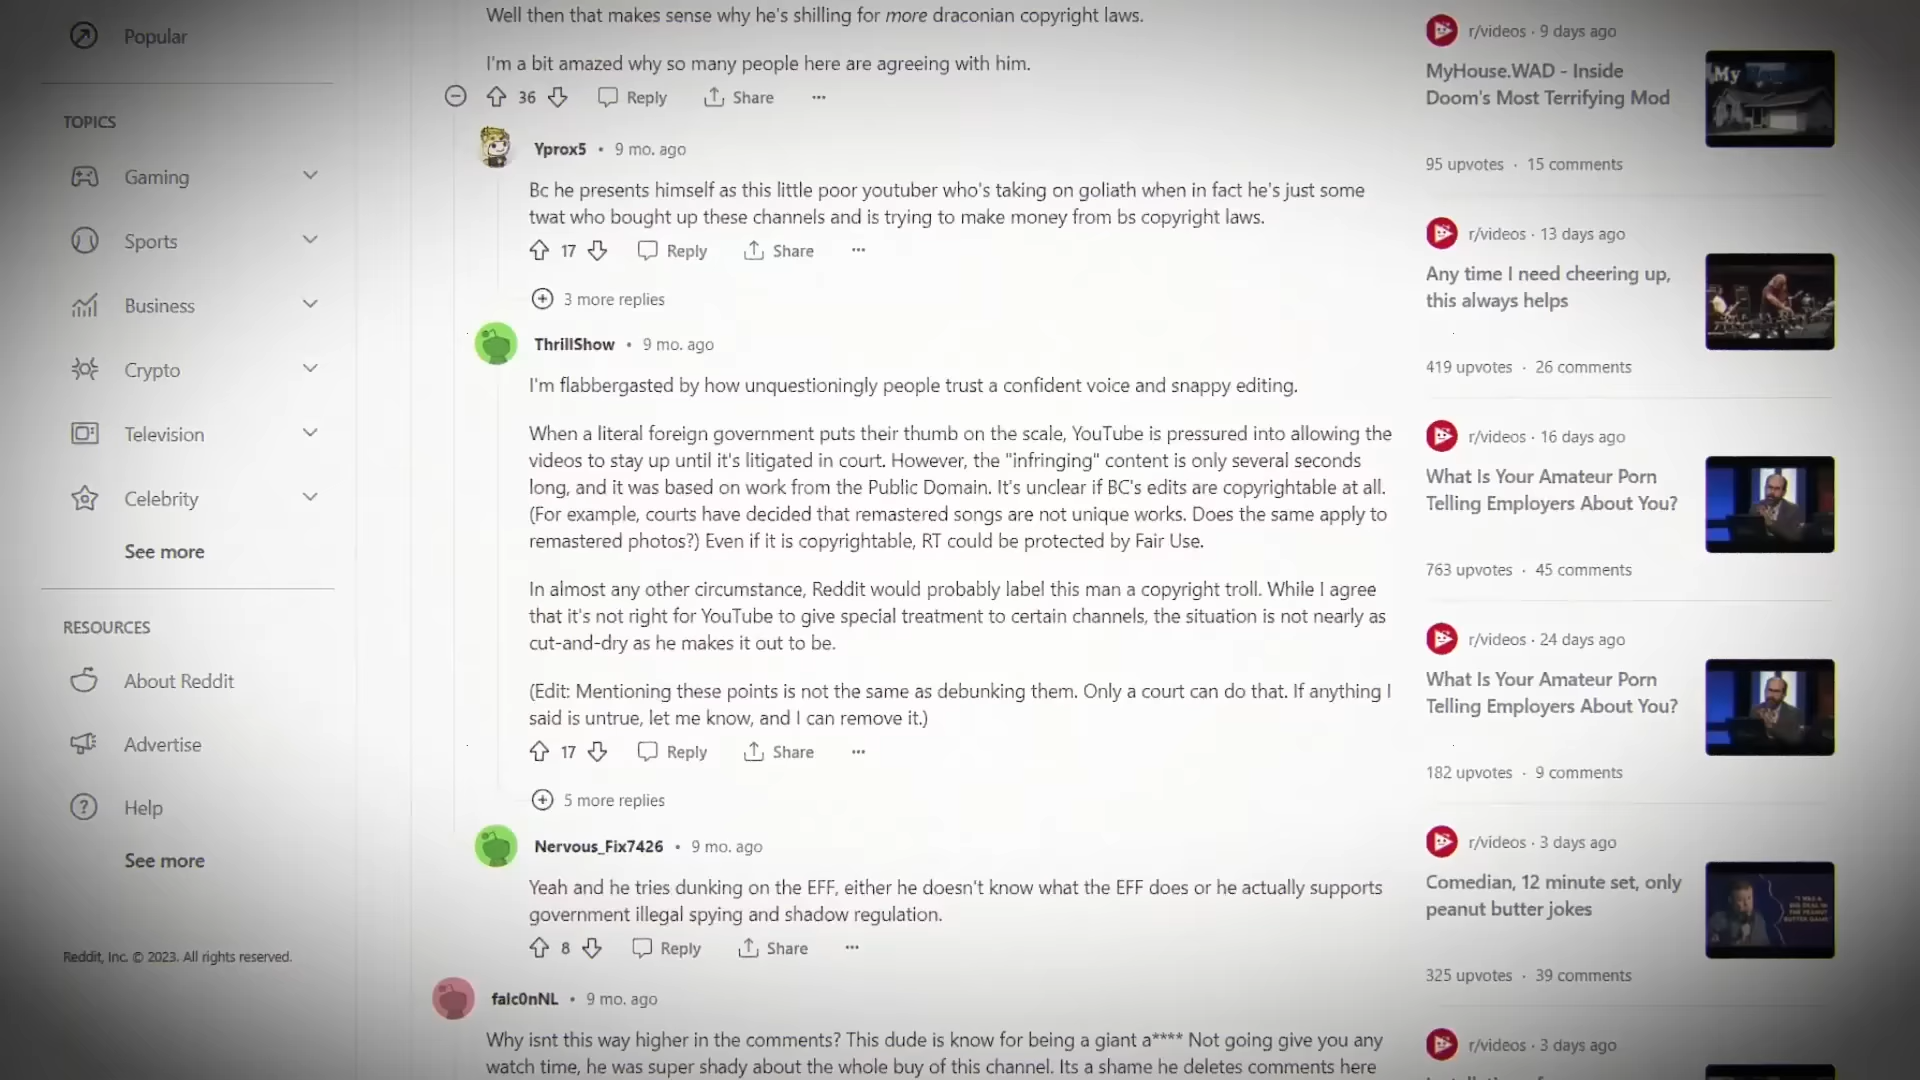 Popular
TOPICS
Gaming
Sports
Business
Crypto
Television
Celebrity
See more
RESOURCES
About Reddit
Advertise
Help
See more
Reddit, Inc. © 2023. All rights reserved.
Well then that makes sense why he's shilling for more draconian copyright laws.
I'm a bit amazed why so many people here are agreeing with him.
36 Reply Share ...
Yprox5 • 9 mo. ago
Bc he presents himself as this little poor youtuber who's taking on goliath when in fact he's just some
twat who bought up these channels and is trying to make money from bs copyright laws.
17 Reply Share ...
3 more replies
ThrillShow • 9 mo. ago
I'm flabbergasted by how unquestioningly people trust a confident voice and snappy editing.
When a literal foreign government puts their thumb on the scale, YouTube is pressured into allowing the
videos to stay up until it's litigated in court. However, the "infringing" content is only several seconds
long, and it was based on work from the Public Domain. It's unclear if BC's edits are copyrightable at all.
(For example, courts have decided that remastered songs are not unique works. Does the same apply to
remastered photos?) Even if it is copyrightable, RT could be protected by Fair Use.
In almost any other circumstance, Reddit would probably label this man a copyright troll. While I agree
that it's not right for YouTube to give special treatment to certain channels, the situation is not nearly as
cut-and-dry as he makes it out to be.
(Edit: Mentioning these points is not the same as debunking them. Only a court can do that. If anything I
said is untrue, let me know, and I can remove it.)
17 Reply Share ...
5 more replies
Nervous_Fix7426 • 9 mo. ago
Yeah and he tries dunking on the EFF, either he doesn't know what the EFF does or he actually supports
government illegal spying and shadow regulation.
8 Reply Share ...
falc0nNL • 9 mo. ago
Why isnt this way higher in the comments? This dude is know for being a giant a**** Not going give you any
watch time, he was super shady about the whole buy of this channel. Its a shame he deletes comments here
r/videos · 9 days ago
MyHouse.WAD - Inside
Doom's Most Terrifying Mod
My
95 upvotes · 15 comments
r/videos · 13 days ago
Any time I need cheering up,
this always helps
419 upvotes · 26 comments
r/videos · 16 days ago
What Is Your Amateur Porn
Telling Employers About You?
763 upvotes · 45 comments
r/videos · 24 days ago
What Is Your Amateur Porn
Telling Employers About You?
182 upvotes · 9 comments
r/videos · 3 days ago
Comedian, 12 minute set, only
peanut butter jokes
325 upvotes · 39 comments
r/videos · 3 days ago